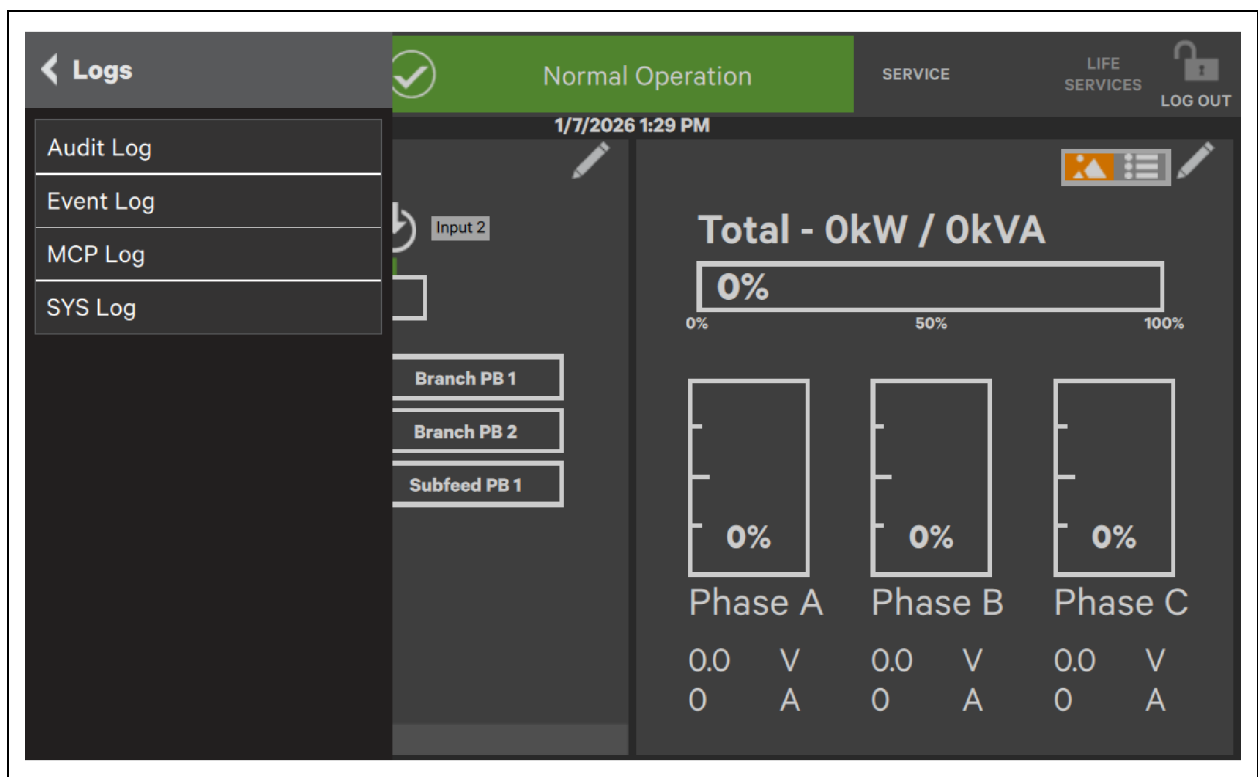 Logs
Normal Operation
SERVICE
LIFE
SERVICES
LOG OUT
1/7/2026 1:29 PM
Audit Log
Event Log
MCP Log
SYS Log
Input 2
Branch PB 1
Branch PB 2
Subfeed PB 1
Total - 0kW / 0kVA
0%
0% 50% 100%
0% 0% 0%
Phase A Phase B Phase C
0.0 V 0.0 V 0.0 V
0 A 0 A 0 A